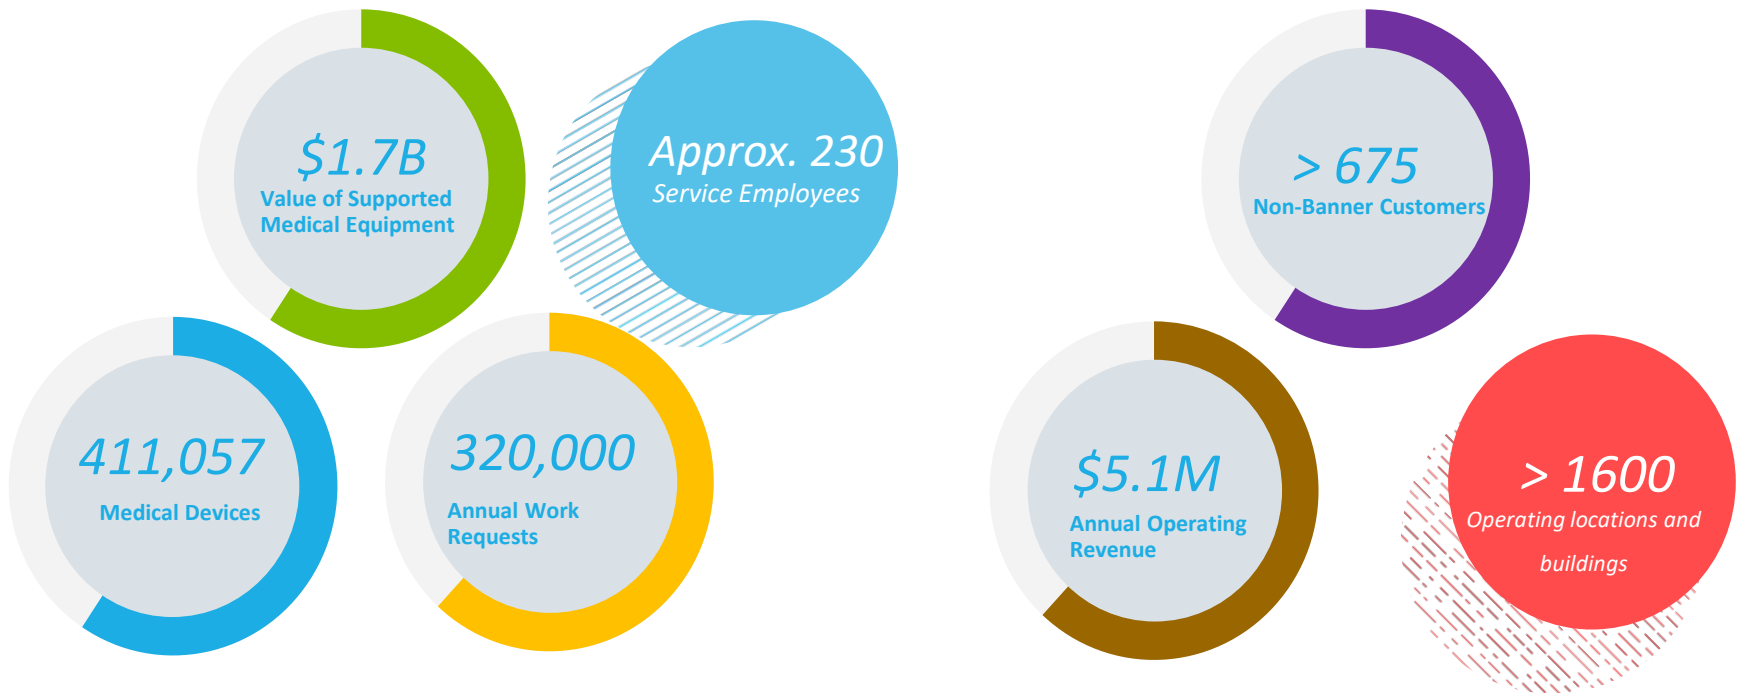 $1.7B
Value of Supported
Medical Equipment
Approx. 230
Service Employees
411,057
Medical Devices
320,000
Annual Work
Requests
> 675
Non-Banner Customers
$5.1M
Annual Operating
Revenue
> 1600
Operating locations and
buildings